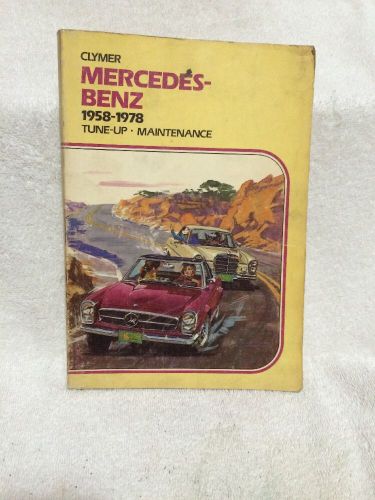 CLYMER
MERCEDES-
BENZ
1958-1978
TUNE-UP · MAINTENANCE